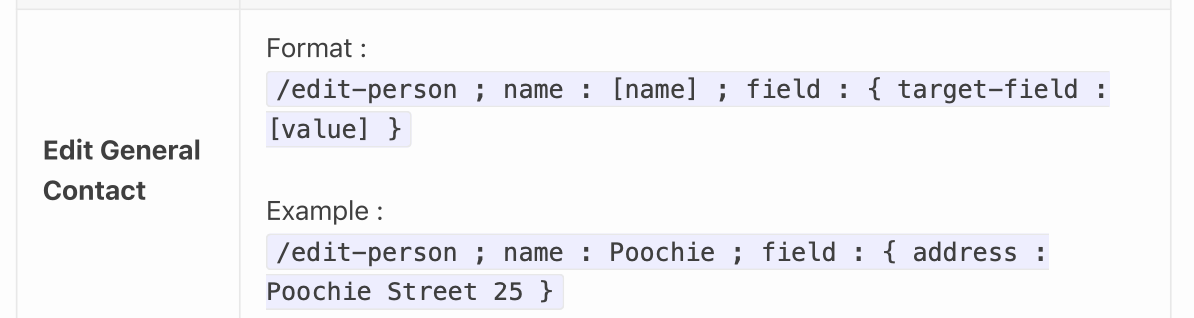 Edit General
Contact
Format :
/edit-person ; name : [name] ; field : { target-field :
[value] }
Example :
/edit-person ; name : Poochie ; field : { address :
Poochie Street 25 }